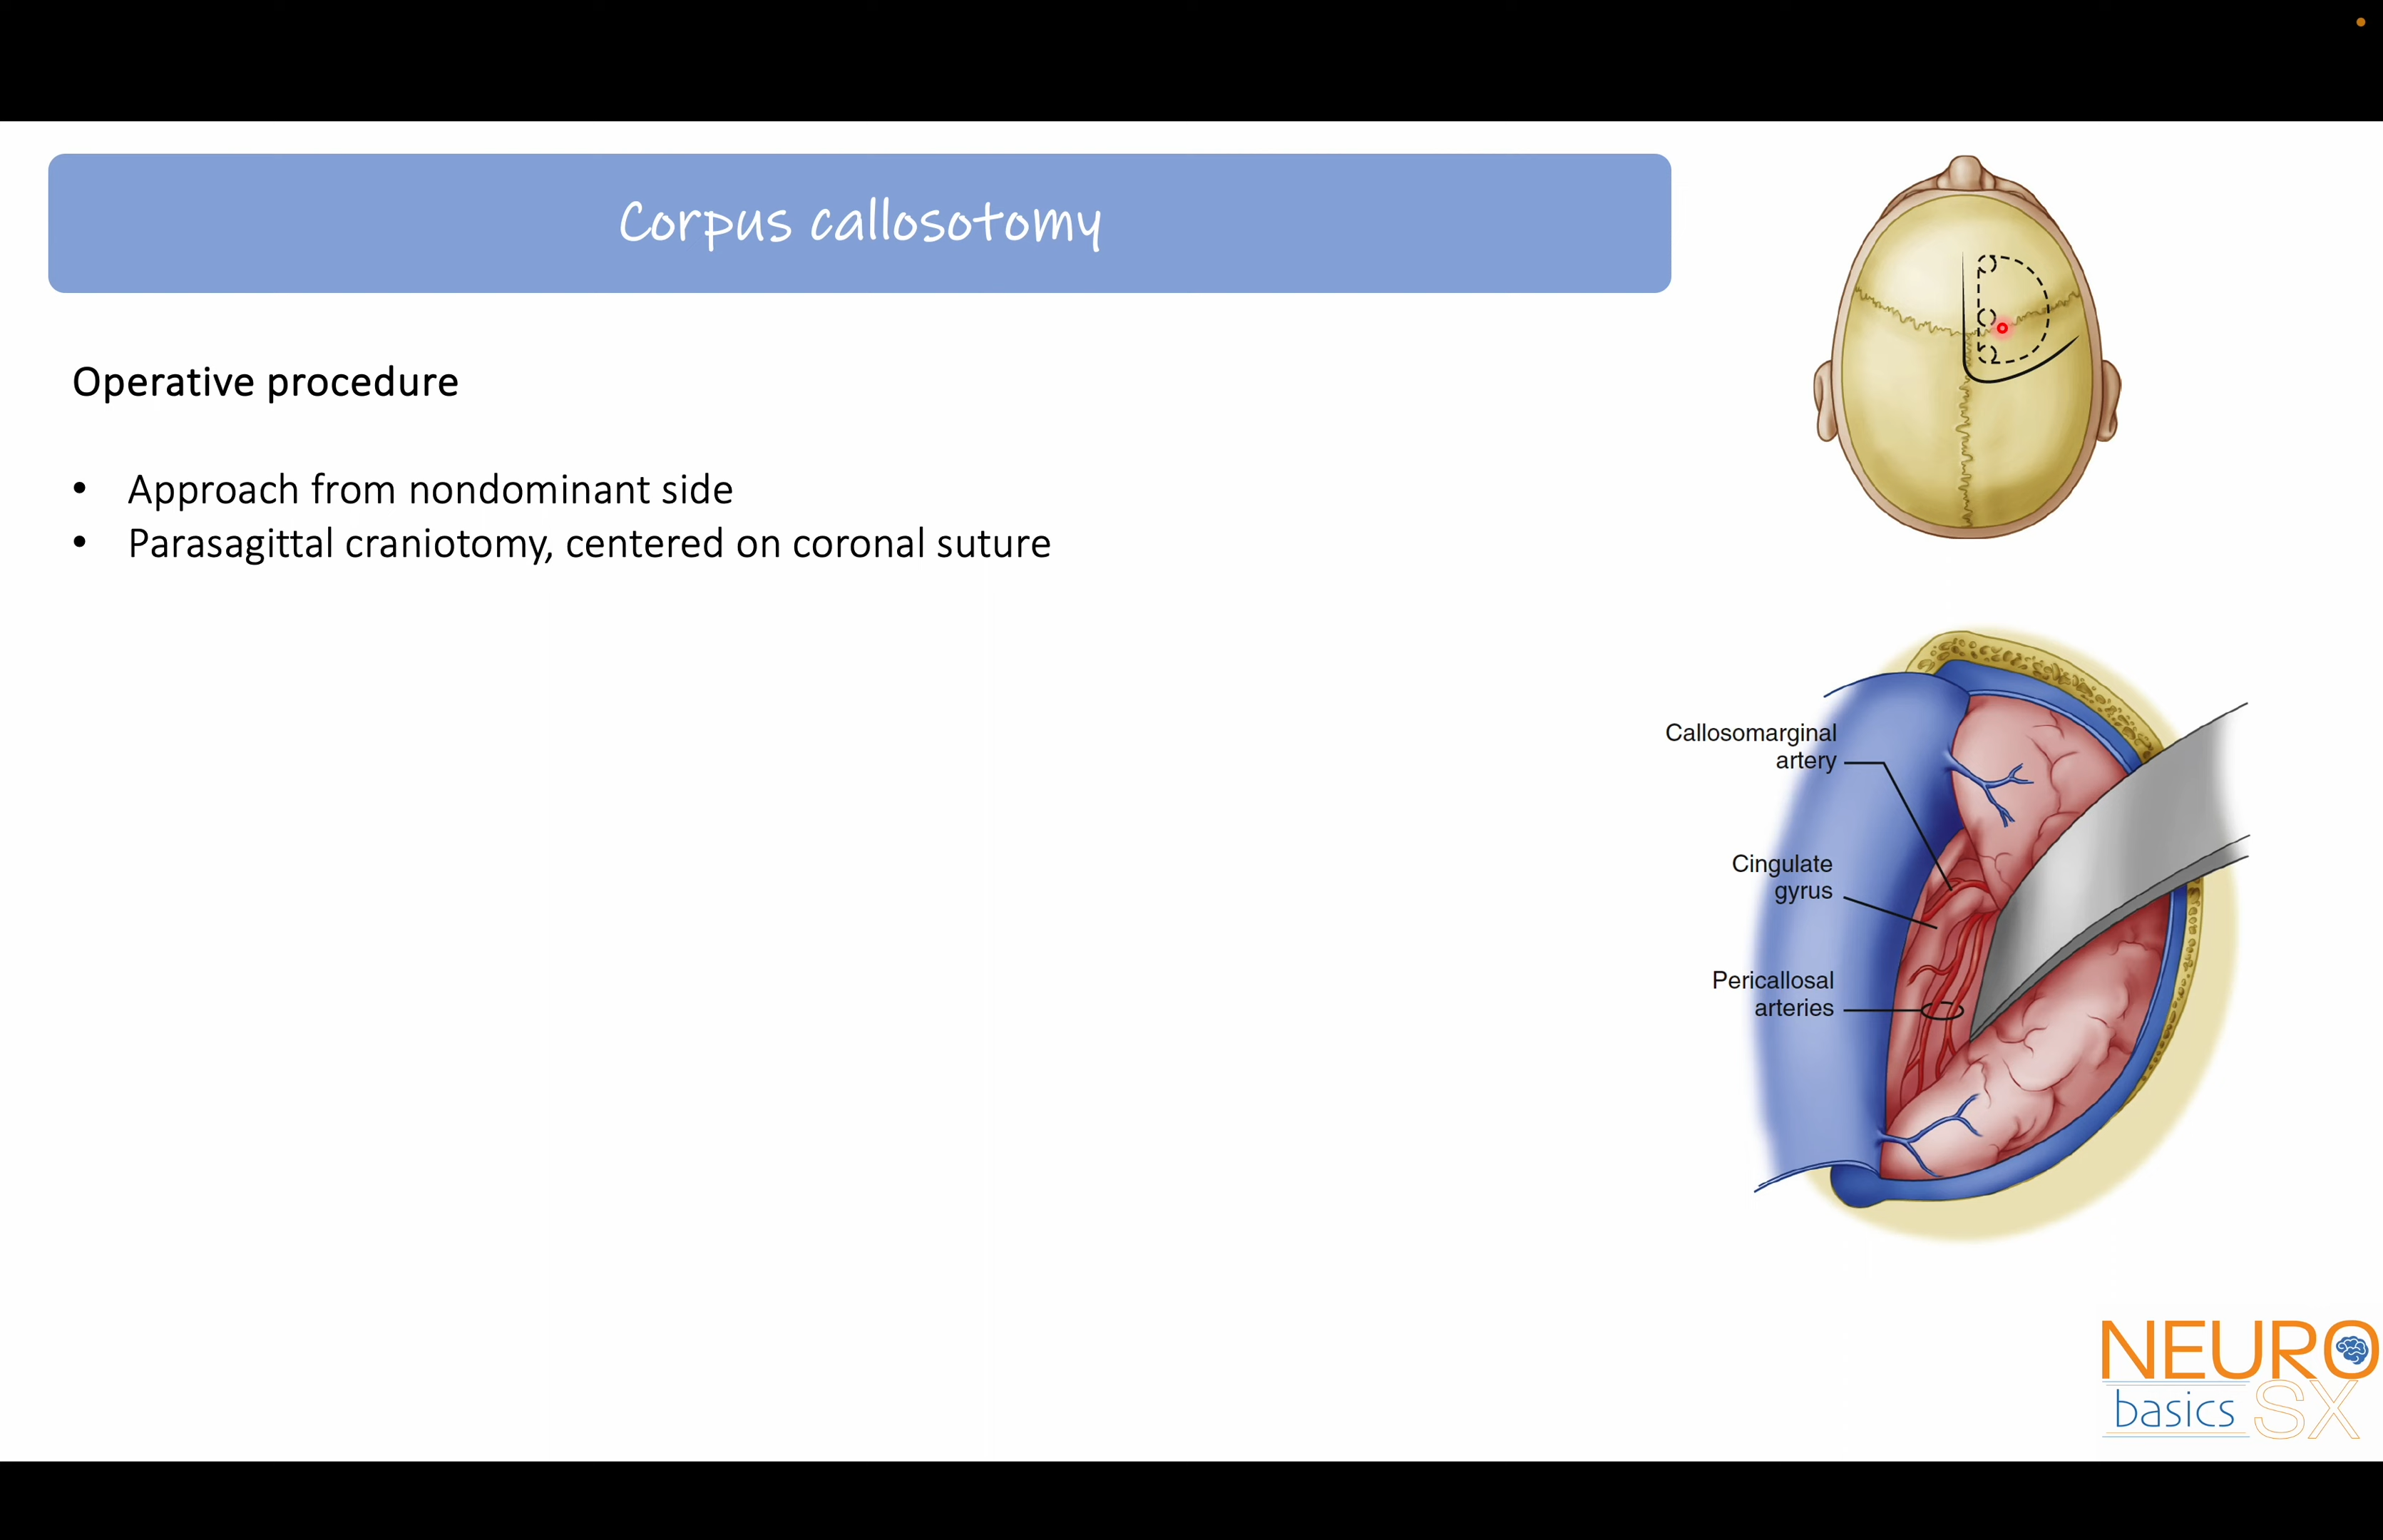 Corpus callosotomy
Operative procedure
• Approach from nondominant side
• Parasagittal craniotomy, centered on coronal suture
Callosomarginal
artery
Cingulate
gyrus
Pericallosal
arteries
NEURO
basics SX